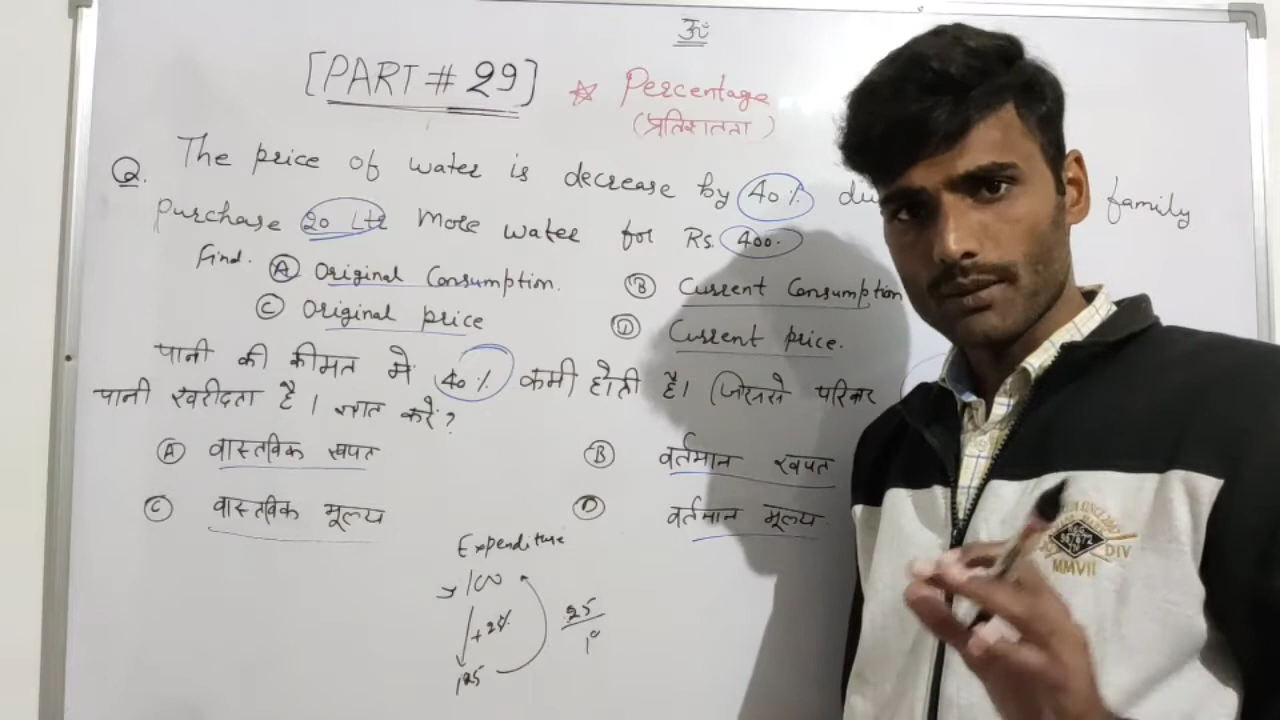 ॐ
[PART # 29]
Percentage
(प्रतिशतता)
Q. The price of water is decrease by 40% du family
purchase 20 Ltr more water for Rs. 400.
Find. (A) Original Consumption. (B) Current Consumption
(C) Original price (D) Current price.
पानी की कीमत में 40% कमी होती है। जिससे परिवार
पानी खरीदता है। ज्ञात करें?
(A) वास्तविक खपत (B) वर्तमान खपत
(C) वास्तविक मूल्य (D) वर्तमान मूल्य
Expenditure
100
+25%
25
125
DIV
MMVII